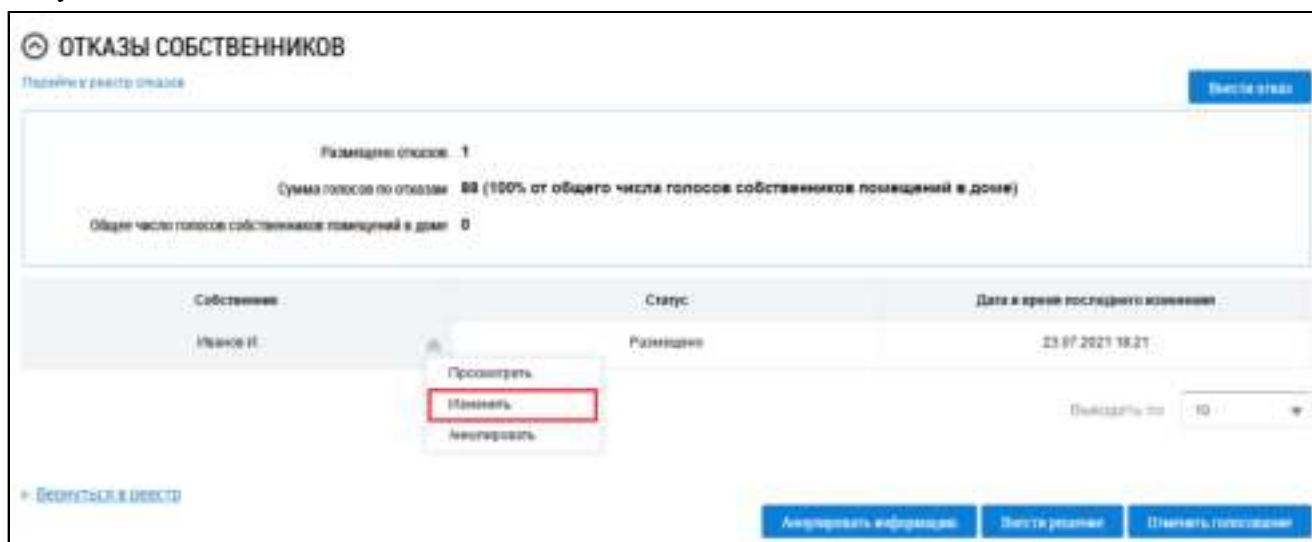 ОТКАЗЫ СОБСТВЕННИКОВ
Перейти в реестр отказов
Внести отказ
Размещено отказов 1
Сумма голосов по отказам 88 (100% от общего числа голосов собственников помещений в доме)
Общее число голосов собственников помещений в доме 0
Собственник Статус Дата и время последнего изменения
Иванов И. Размещено 23.07.2021 18:21
Просмотреть
Изменить
Аннулировать
Выводить по 10
Вернуться в реестр
Аннулировать информацию Внести решение Отменить голосование